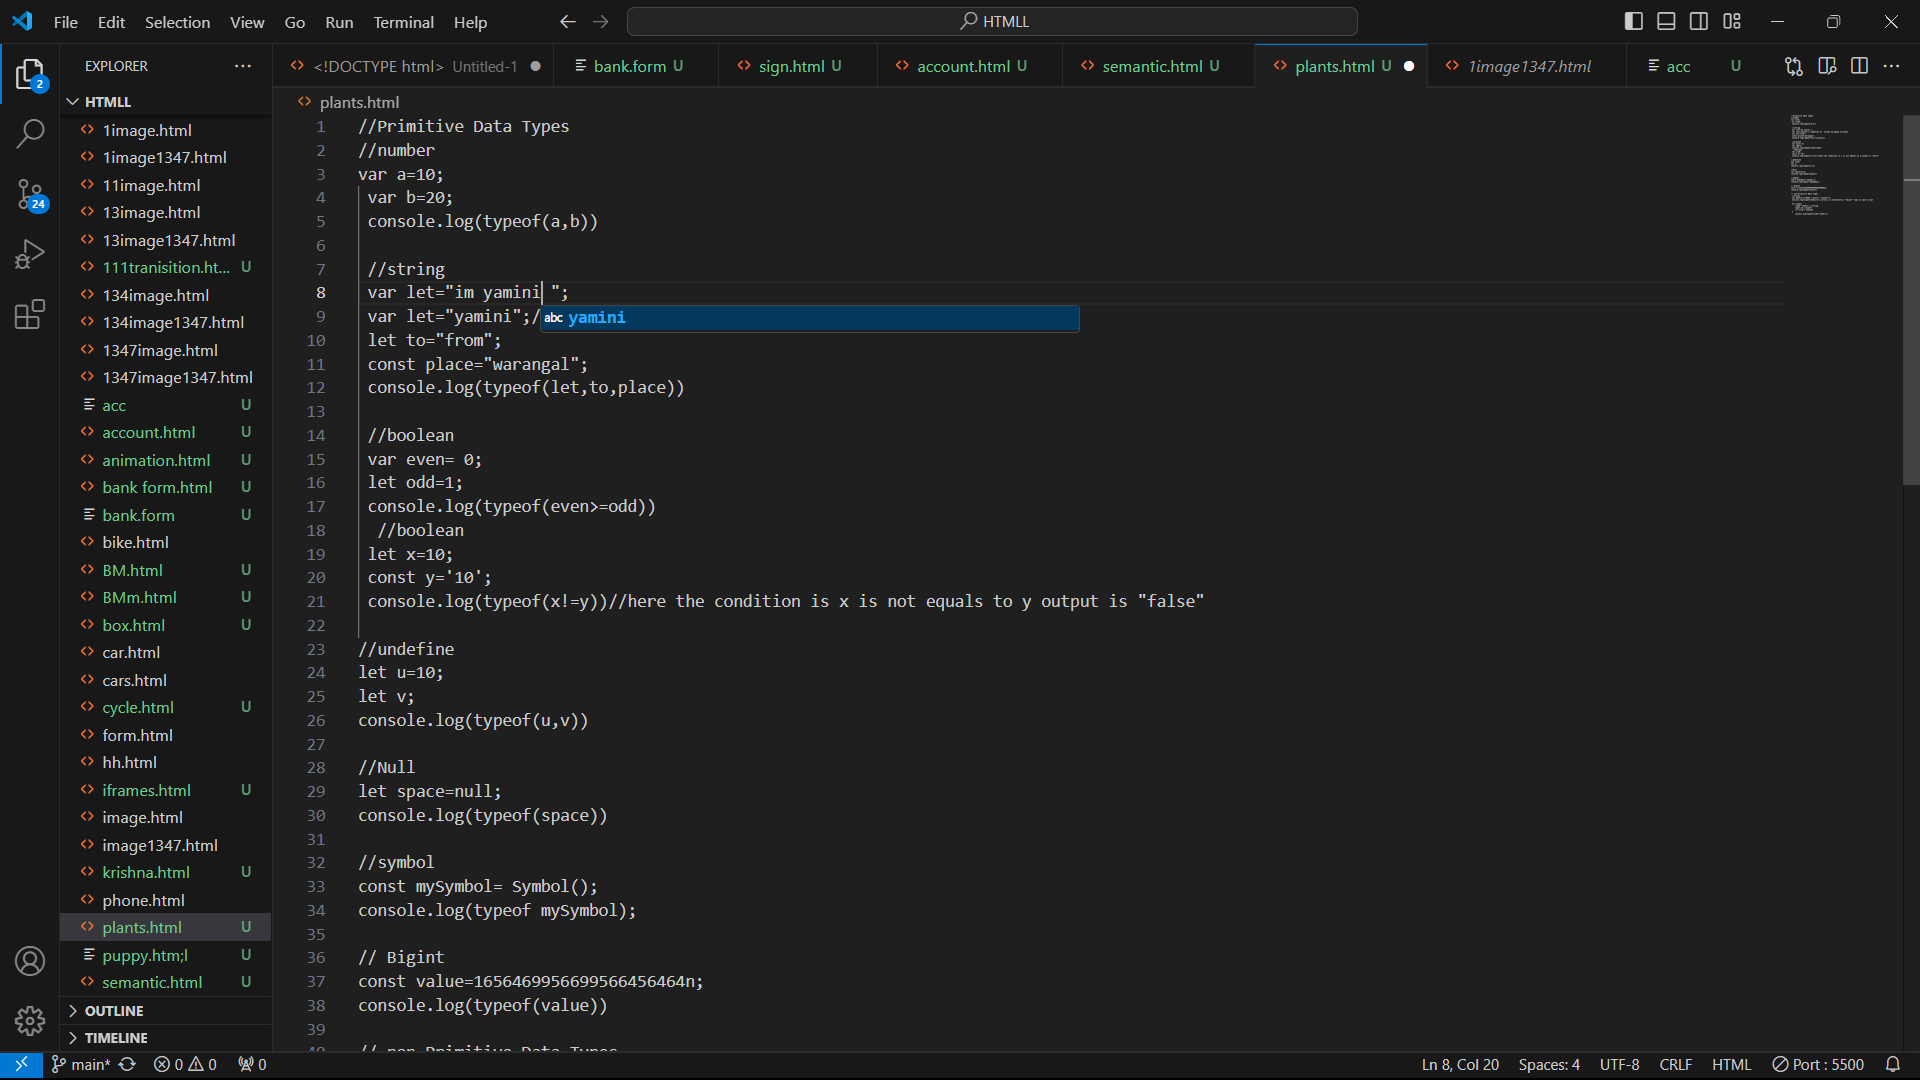 File Edit Selection View Go Run Terminal Help
HTMLL
EXPLORER
<!DOCTYPE html> Untitled-1
bank.form U
sign.html U
account.html U
semantic.html U
plants.html U
1image1347.html
acc U
HTMLL
1image.html
1image1347.html
11image.html
13image.html
13image1347.html
111tranisition.ht... U
134image.html
134image1347.html
1347image.html
1347image1347.html
acc U
account.html U
animation.html U
bank form.html U
bank.form U
bike.html
BM.html U
BMm.html U
box.html U
car.html
cars.html
cycle.html U
form.html
hh.html
iframes.html U
image.html
image1347.html
krishna.html U
phone.html
plants.html U
puppy.htm;l U
semantic.html U
OUTLINE
TIMELINE
2
24
plants.html
1 //Primitive Data Types
2 //number
3 var a=10;
4 var b=20;
5 console.log(typeof(a,b))
6
7 //string
8 var let="im yamini ";
9 var let="yamini";/
abc yamini
10 let to="from";
11 const place="warangal";
12 console.log(typeof(let,to,place))
13
14 //boolean
15 var even= 0;
16 let odd=1;
17 console.log(typeof(even>=odd))
18 //boolean
19 let x=10;
20 const y='10';
21 console.log(typeof(x!=y))//here the condition is x is not equals to y output is "false"
22
23 //undefine
24 let u=10;
25 let v;
26 console.log(typeof(u,v))
27
28 //Null
29 let space=null;
30 console.log(typeof(space))
31
32 //symbol
33 const mySymbol= Symbol();
34 console.log(typeof mySymbol);
35
36 // Bigint
37 const value=1656469956699566456464n;
38 console.log(typeof(value))
39
40 // non Primitive Data Types
main* 0 0 0
Ln 8, Col 20 Spaces: 4 UTF-8 CRLF HTML Port : 5500